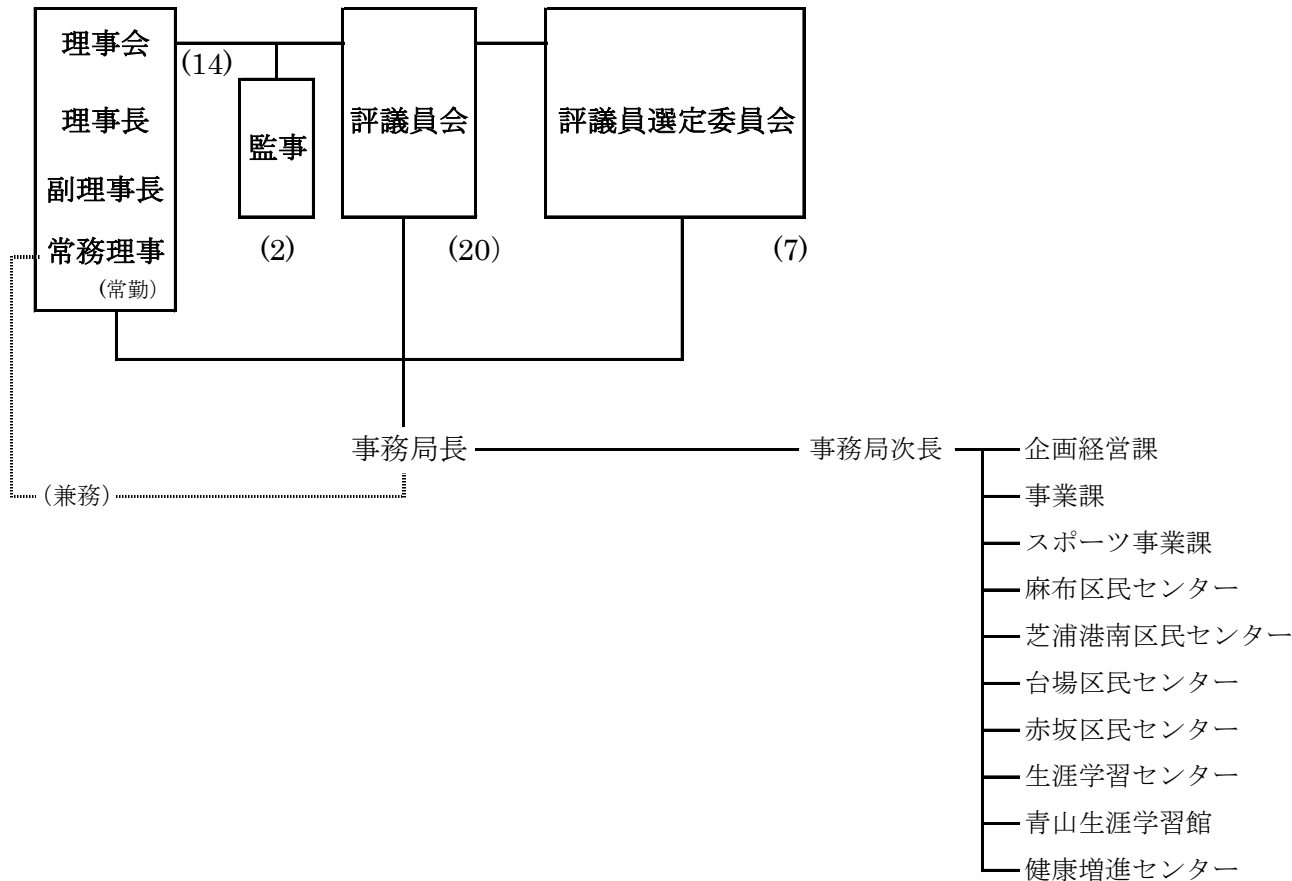 理事会
理事長
副理事長
常務理事
(常勤）
(14)
監事
(2)
評議員会
(20）
評議員選定委員会
(7)
事務局長
（兼務）
事務局次長
企画経営課
事業課
スポーツ事業課
麻布区民センター
芝浦港南区民センター
台場区民センター
赤坂区民センター
生涯学習センター
青山生涯学習館
健康増進センター